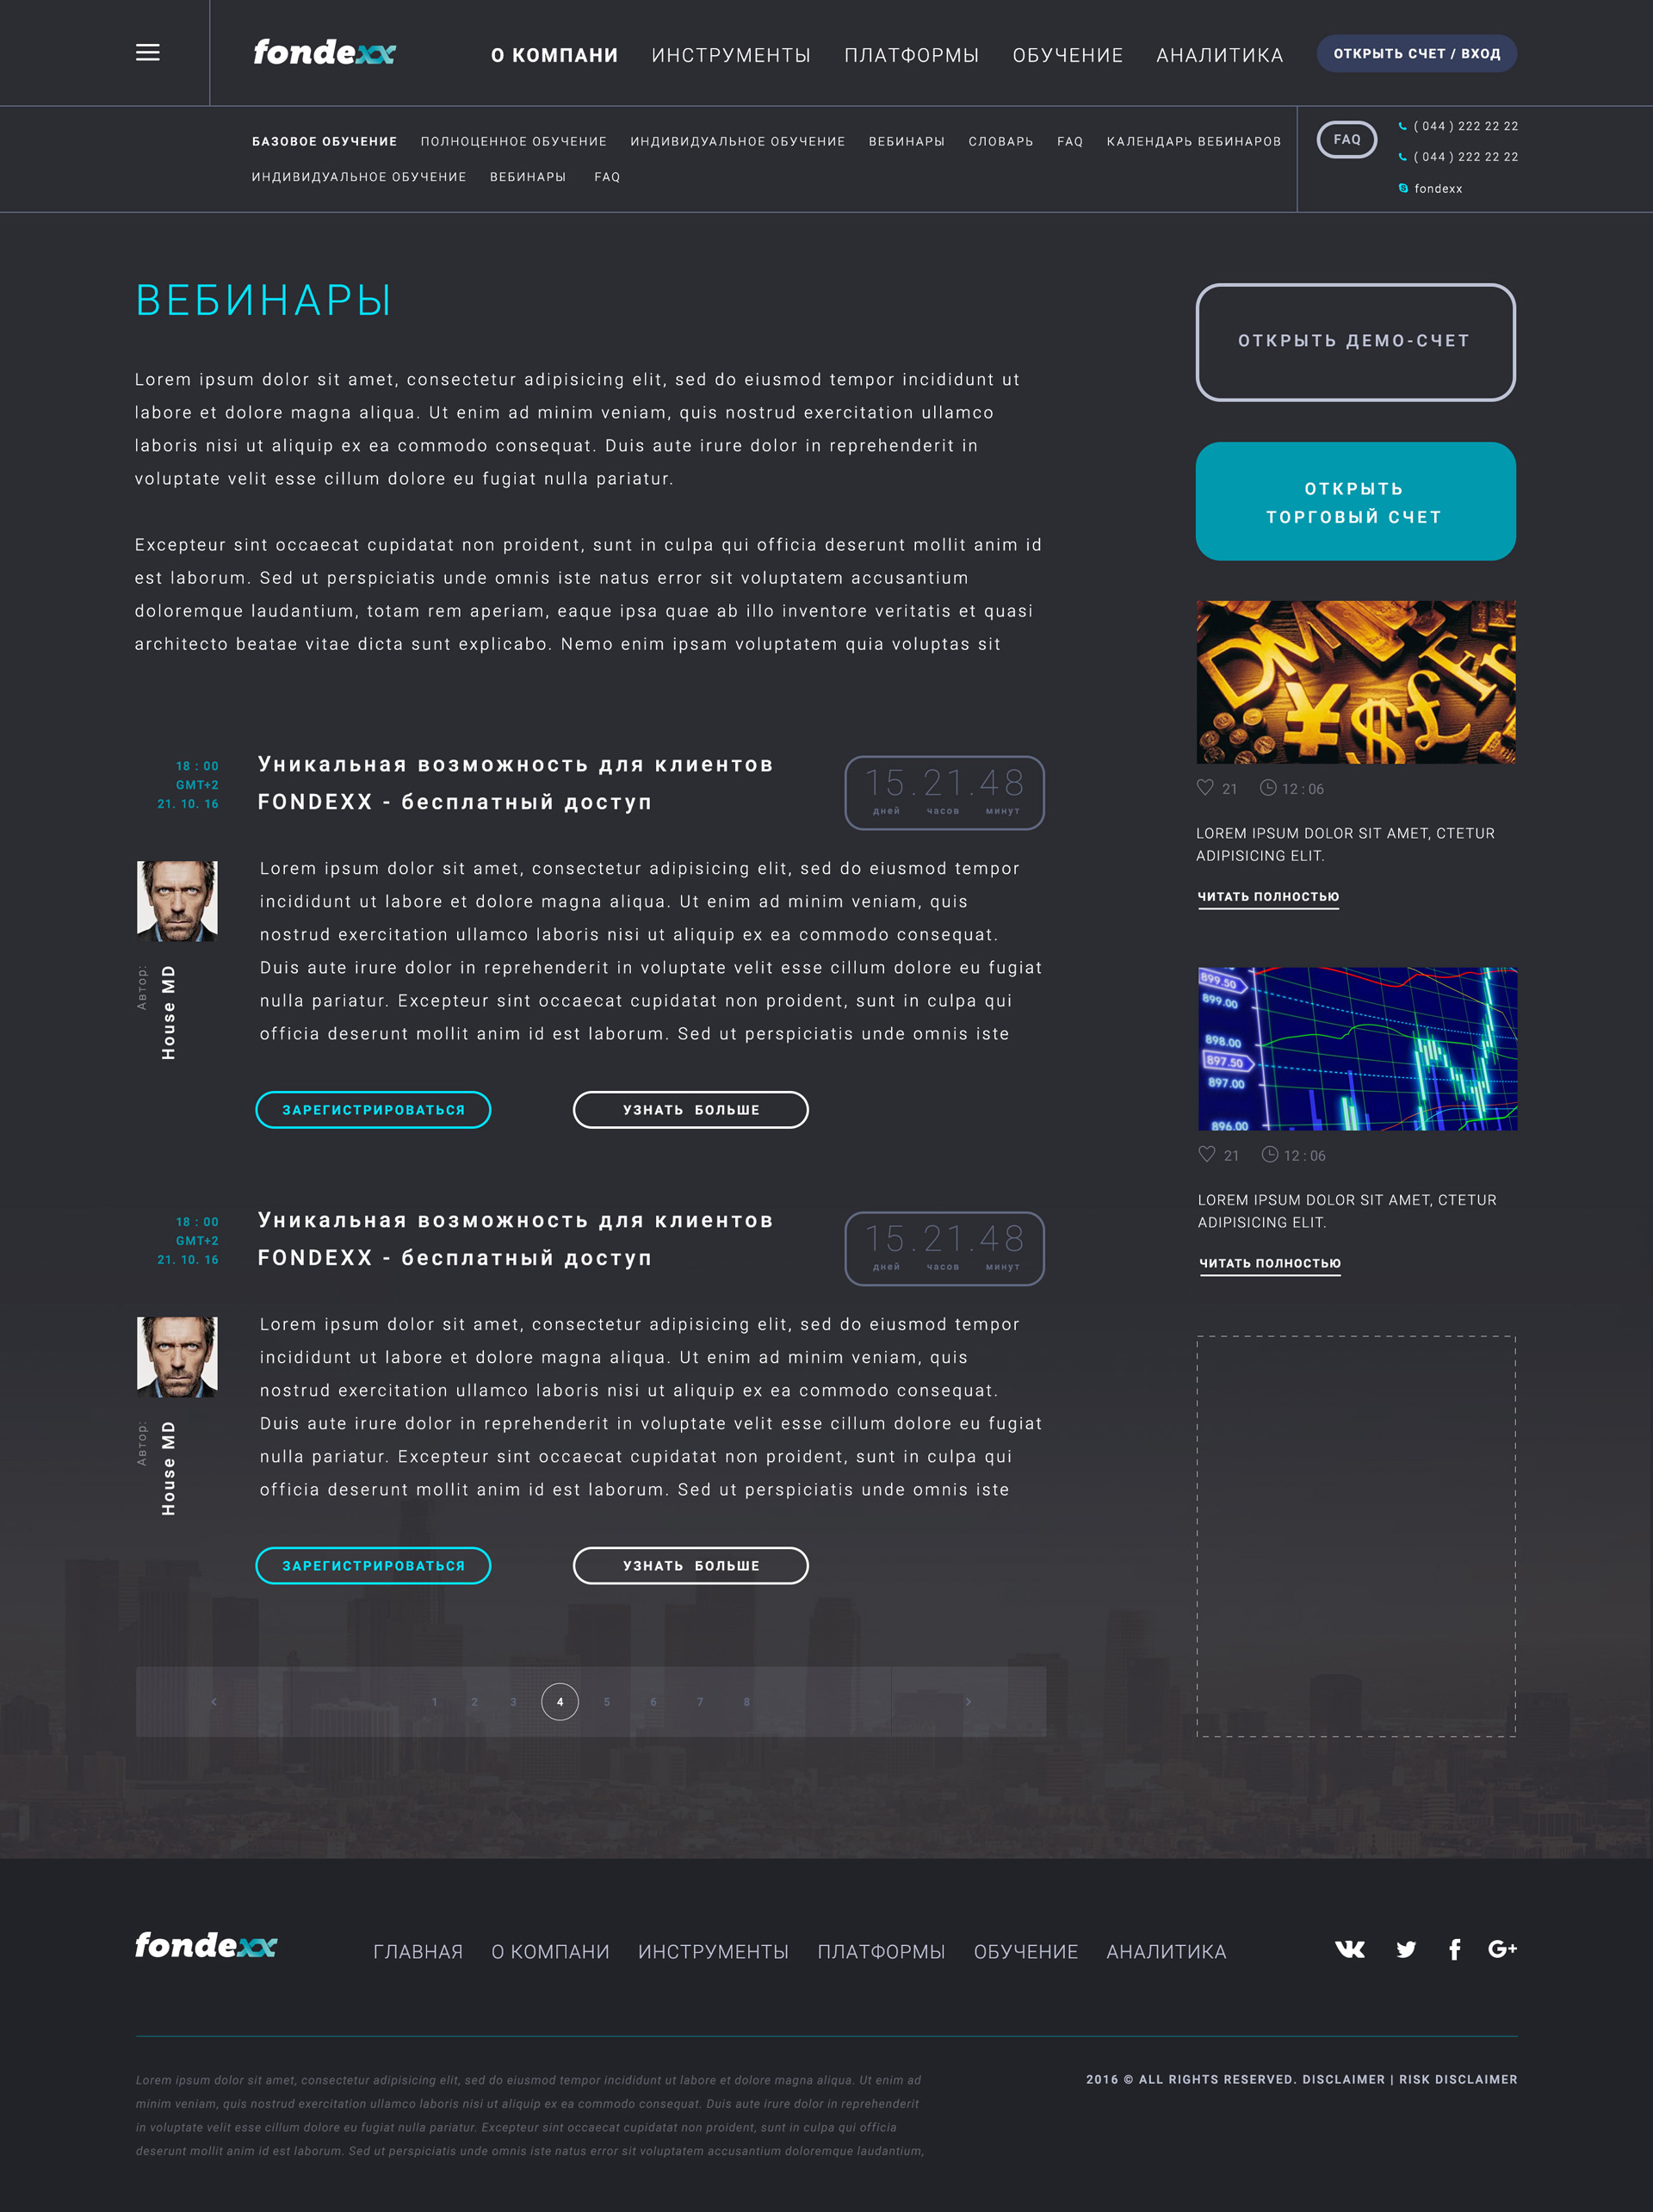 fondexx
О КОМПАНИ ИНСТРУМЕНТЫ ПЛАТФОРМЫ ОБУЧЕНИЕ АНАЛИТИКА
ОТКРЫТЬ СЧЕТ / ВХОД
БАЗОВОЕ ОБУЧЕНИЕ ПОЛНОЦЕННОЕ ОБУЧЕНИЕ ИНДИВИДУАЛЬНОЕ ОБУЧЕНИЕ ВЕБИНАРЫ СЛОВАРЬ FAQ КАЛЕНДАРЬ ВЕБИНАРОВ
ИНДИВИДУАЛЬНОЕ ОБУЧЕНИЕ ВЕБИНАРЫ FAQ
FAQ
( 044 ) 222 22 22
( 044 ) 222 22 22
fondexx
ВЕБИНАРЫ
Lorem ipsum dolor sit amet, consectetur adipisicing elit, sed do eiusmod tempor incididunt ut
labore et dolore magna aliqua. Ut enim ad minim veniam, quis nostrud exercitation ullamco
laboris nisi ut aliquip ex ea commodo consequat. Duis aute irure dolor in reprehenderit in
voluptate velit esse cillum dolore eu fugiat nulla pariatur.
Excepteur sint occaecat cupidatat non proident, sunt in culpa qui officia deserunt mollit anim id
est laborum. Sed ut perspiciatis unde omnis iste natus error sit voluptatem accusantium
doloremque laudantium, totam rem aperiam, eaque ipsa quae ab illo inventore veritatis et quasi
architecto beatae vitae dicta sunt explicabo. Nemo enim ipsam voluptatem quia voluptas sit
18 : 00
GMT+2
21. 10. 16
Уникальная возможность для клиентов
FONDEXX - бесплатный доступ
15.21.48
дней часов минут
Lorem ipsum dolor sit amet, consectetur adipisicing elit, sed do eiusmod tempor
incididunt ut labore et dolore magna aliqua. Ut enim ad minim veniam, quis
nostrud exercitation ullamco laboris nisi ut aliquip ex ea commodo consequat.
Duis aute irure dolor in reprehenderit in voluptate velit esse cillum dolore eu fugiat
nulla pariatur. Excepteur sint occaecat cupidatat non proident, sunt in culpa qui
officia deserunt mollit anim id est laborum. Sed ut perspiciatis unde omnis iste
Автор:
House MD
ЗАРЕГИСТРИРОВАТЬСЯ
УЗНАТЬ БОЛЬШЕ
18 : 00
GMT+2
21. 10. 16
Уникальная возможность для клиентов
FONDEXX - бесплатный доступ
15.21.48
дней часов минут
Lorem ipsum dolor sit amet, consectetur adipisicing elit, sed do eiusmod tempor
incididunt ut labore et dolore magna aliqua. Ut enim ad minim veniam, quis
nostrud exercitation ullamco laboris nisi ut aliquip ex ea commodo consequat.
Duis aute irure dolor in reprehenderit in voluptate velit esse cillum dolore eu fugiat
nulla pariatur. Excepteur sint occaecat cupidatat non proident, sunt in culpa qui
officia deserunt mollit anim id est laborum. Sed ut perspiciatis unde omnis iste
Автор:
House MD
ЗАРЕГИСТРИРОВАТЬСЯ
УЗНАТЬ БОЛЬШЕ
‹ 1 2 3 4 5 6 7 8 ›
ОТКРЫТЬ ДЕМО-СЧЕТ
ОТКРЫТЬ
ТОРГОВЫЙ СЧЕТ
DM £ Fr
¥ $ £
21 12 : 06
LOREM IPSUM DOLOR SIT AMET, CTETUR
ADIPISICING ELIT.
ЧИТАТЬ ПОЛНОСТЬЮ
899.50
899.00
898.00
897.50
897.00
896.00
21 12 : 06
LOREM IPSUM DOLOR SIT AMET, CTETUR
ADIPISICING ELIT.
ЧИТАТЬ ПОЛНОСТЬЮ
fondexx
ГЛАВНАЯ О КОМПАНИ ИНСТРУМЕНТЫ ПЛАТФОРМЫ ОБУЧЕНИЕ АНАЛИТИКА
Lorem ipsum dolor sit amet, consectetur adipisicing elit, sed do eiusmod tempor incididunt ut labore et dolore magna aliqua. Ut enim ad
minim veniam, quis nostrud exercitation ullamco laboris nisi ut aliquip ex ea commodo consequat. Duis aute irure dolor in reprehenderit
in voluptate velit esse cillum dolore eu fugiat nulla pariatur. Excepteur sint occaecat cupidatat non proident, sunt in culpa qui officia
deserunt mollit anim id est laborum. Sed ut perspiciatis unde omnis iste natus error sit voluptatem accusantium doloremque laudantium,
2016 © ALL RIGHTS RESERVED. DISCLAIMER | RISK DISCLAIMER